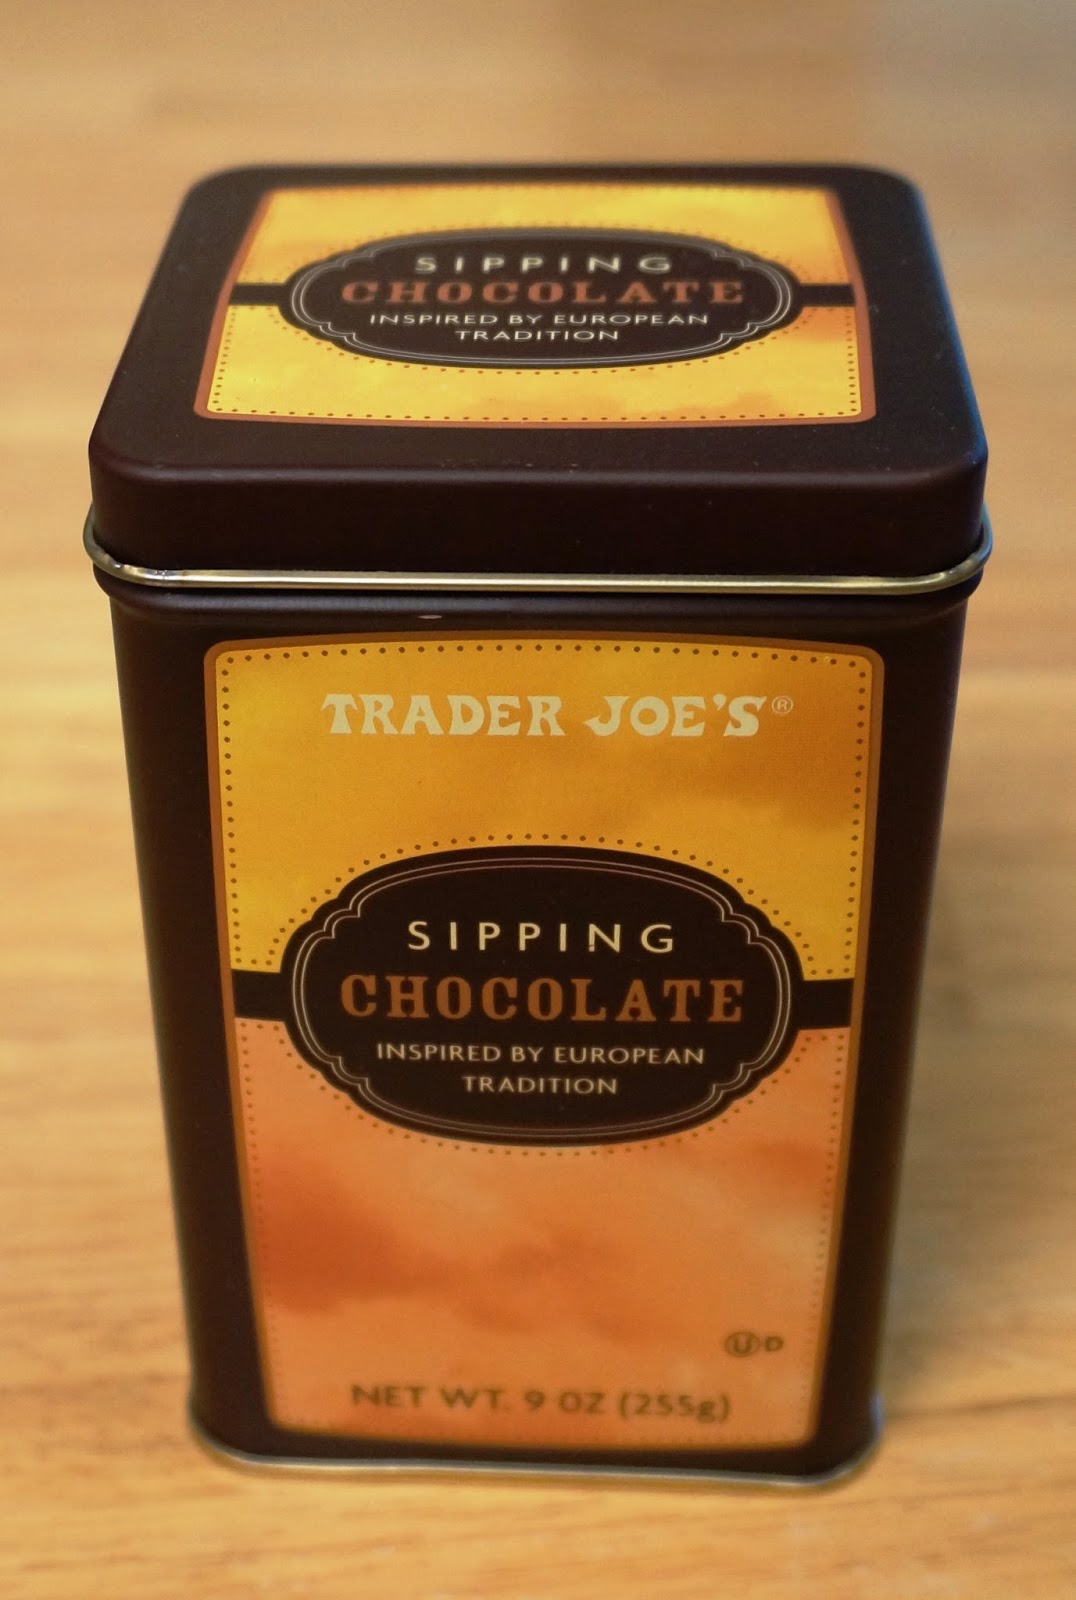 SIPPING
CHOCOLATE
INSPIRED BY EUROPEAN
TRADITION
TRADER JOE'S®
SIPPING
CHOCOLATE
INSPIRED BY EUROPEAN
TRADITION
Ⓤ D
NET WT. 9 OZ (255g)